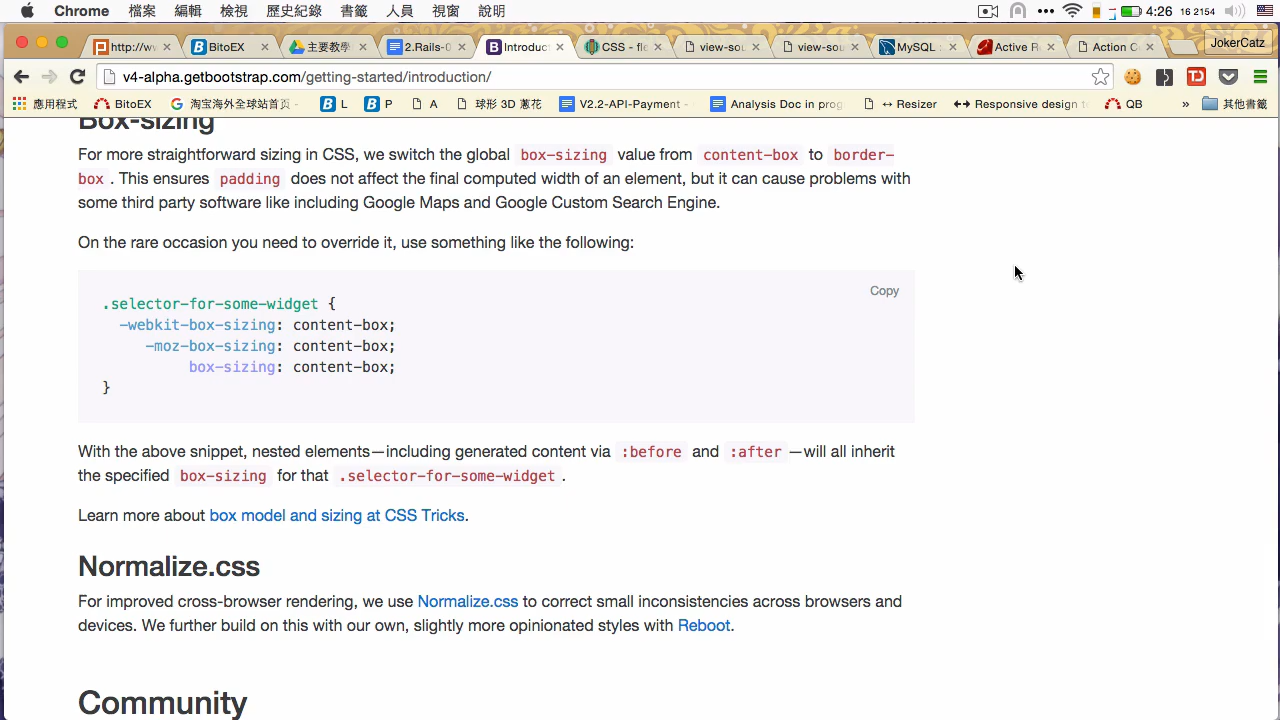 Chrome 檔案 編輯 檢視 歷史紀錄 書籤 人員 視窗 說明 4:26 16 2154
http://w BitoEX 主要教學 2.Rails-0 Introduc CSS - fl view-sou view-sou MySQL Active R Action C JokerCatz
v4-alpha.getbootstrap.com/getting-started/introduction/
應用程式 BitoEX 淘宝海外全球站首页 - L P A 球形 3D 蔥花 V2.2-API-Payment - Analysis Doc in prog ↔ Resizer ↔ Responsive design t QB » 其他書籤
Box-sizing
For more straightforward sizing in CSS, we switch the global box-sizing value from content-box to border-
box . This ensures padding does not affect the final computed width of an element, but it can cause problems with
some third party software like including Google Maps and Google Custom Search Engine.
On the rare occasion you need to override it, use something like the following:
Copy
.selector-for-some-widget {
-webkit-box-sizing: content-box;
-moz-box-sizing: content-box;
box-sizing: content-box;
}
With the above snippet, nested elements—including generated content via :before and :after —will all inherit
the specified box-sizing for that .selector-for-some-widget .
Learn more about box model and sizing at CSS Tricks.
Normalize.css
For improved cross-browser rendering, we use Normalize.css to correct small inconsistencies across browsers and
devices. We further build on this with our own, slightly more opinionated styles with Reboot.
Community